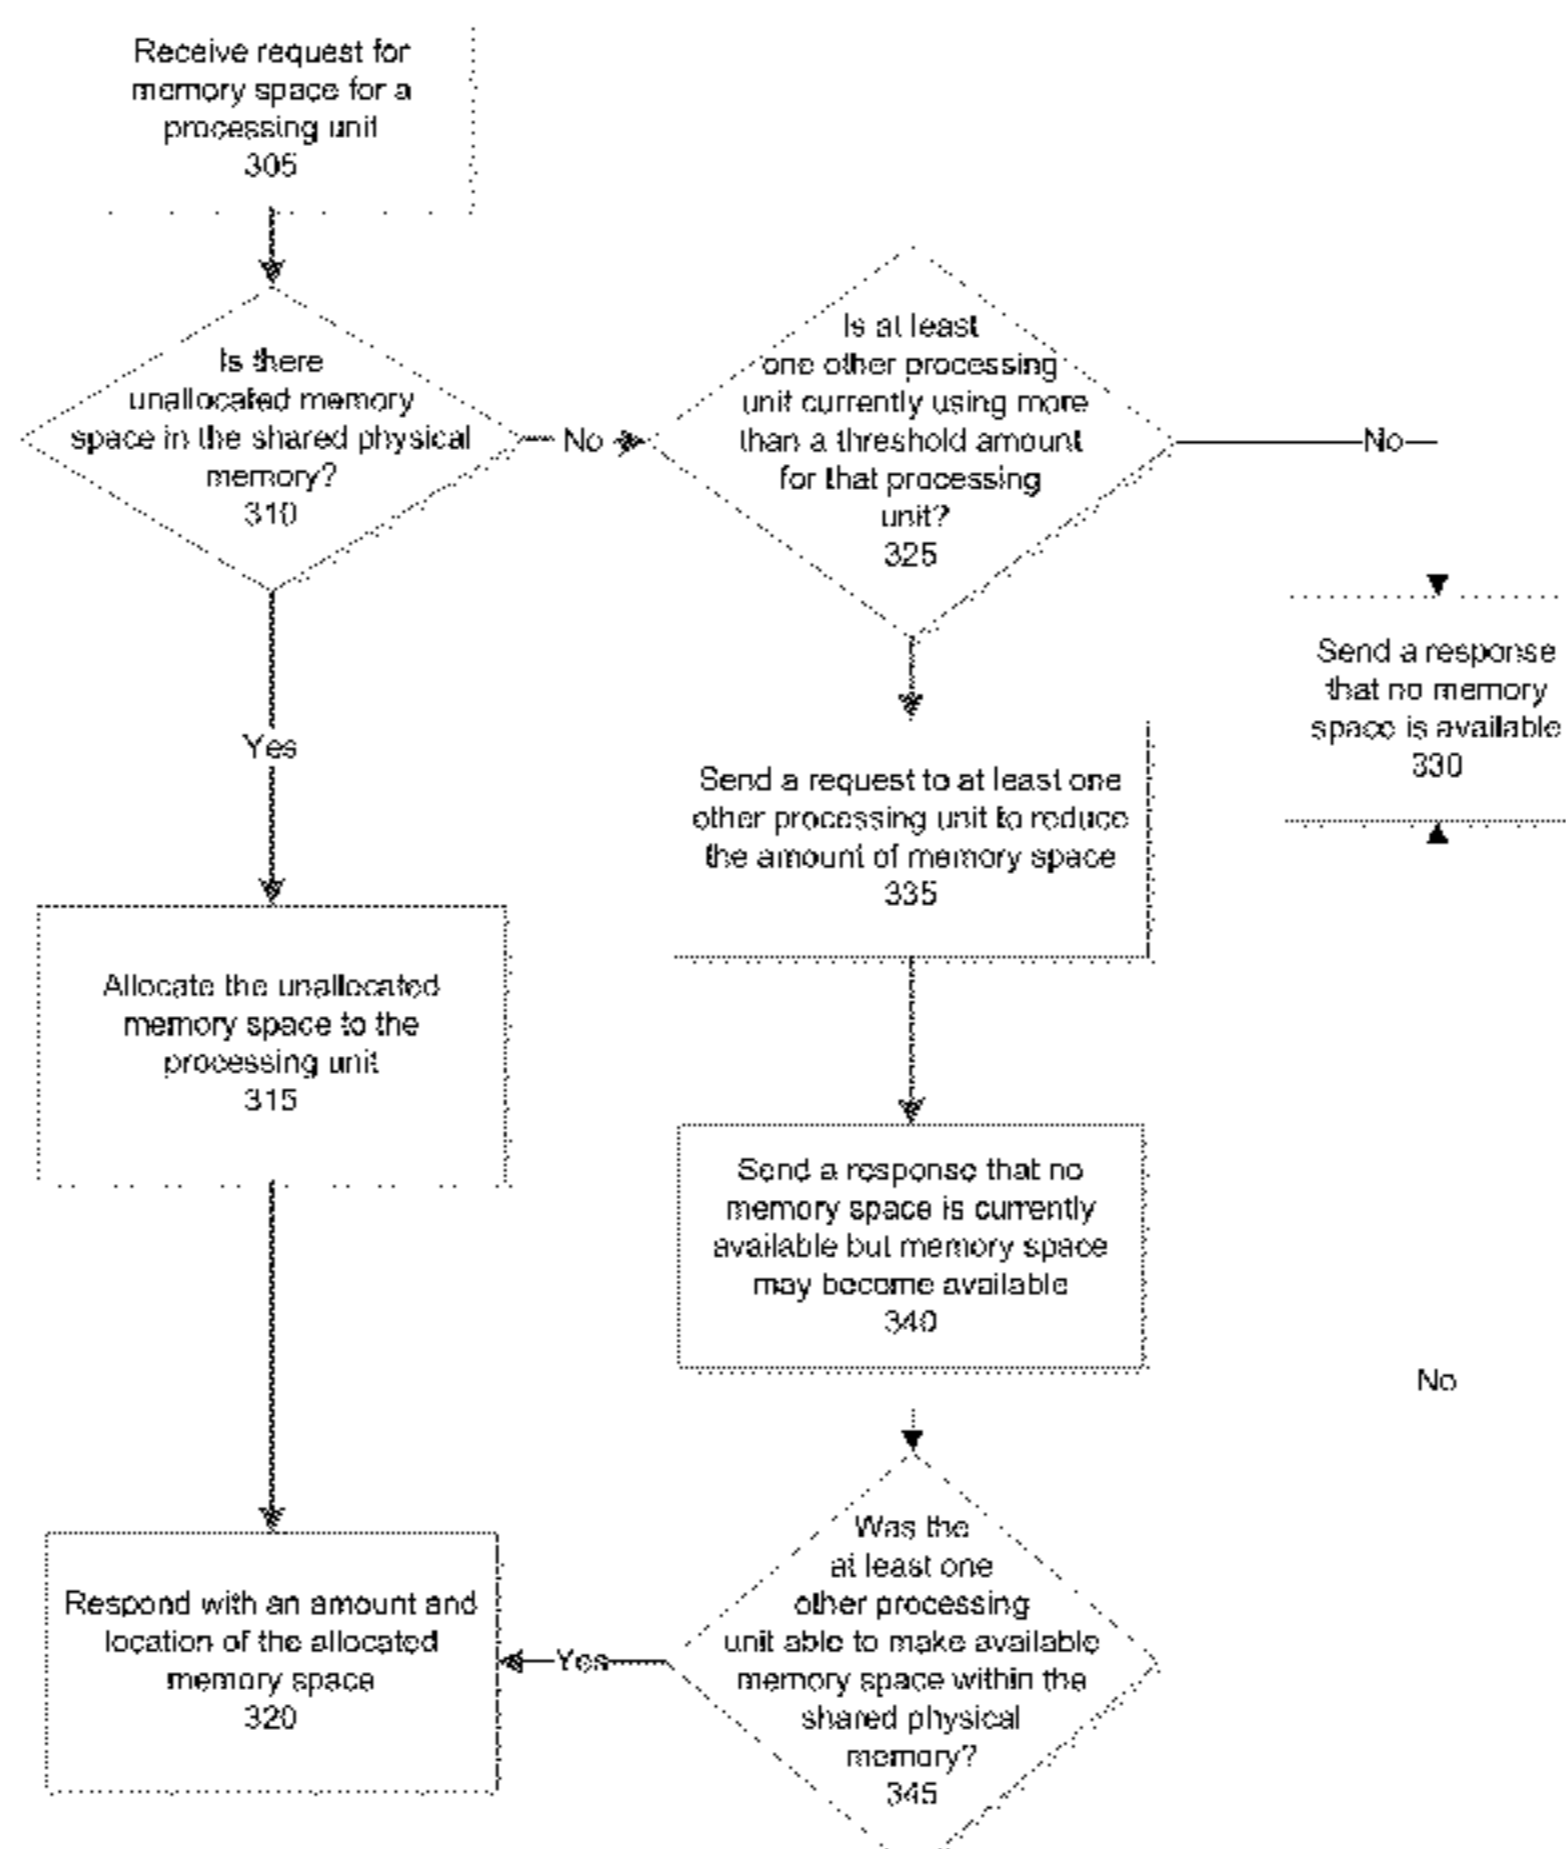 Receive request for
memory space for a
processing unit
305
Is there
unallocated memory
space in the shared physical
memory?
310
No
Is at least
one other processing
unit currently using more
than a threshold amount
for that processing
unit?
325
No
Send a response
that no memory
space is available
330
Yes
Send a request to at least one
other processing unit to reduce
the amount of memory space
335
Allocate the unallocated
memory space to the
processing unit
315
Send a response that no
memory space is currently
available but memory space
may become available
340
No
Respond with an amount and
location of the allocated
memory space
320
Yes
Was the
at least one
other processing
unit able to make available
memory space within the
shared physical
memory?
345